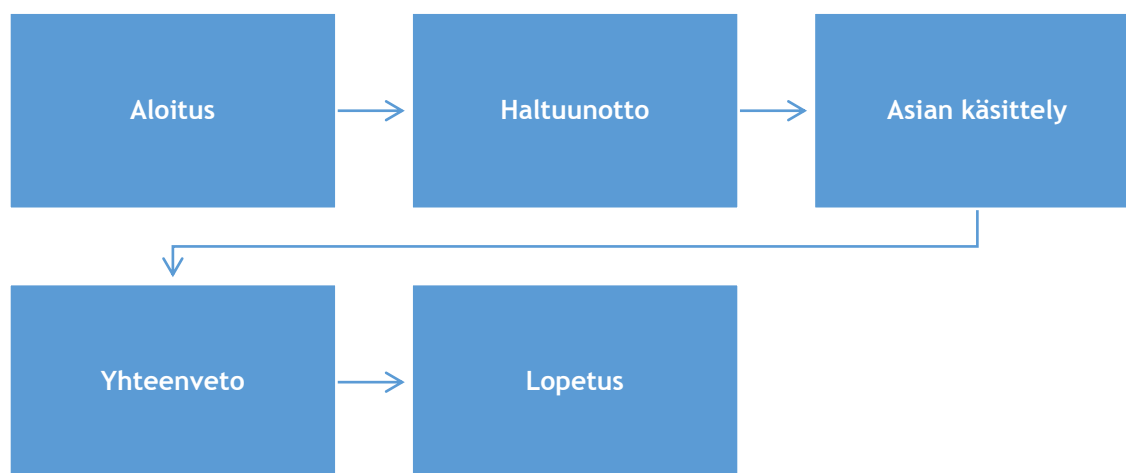 Aloitus
Haltuunotto
Asian käsittely
Yhteenveto
Lopetus